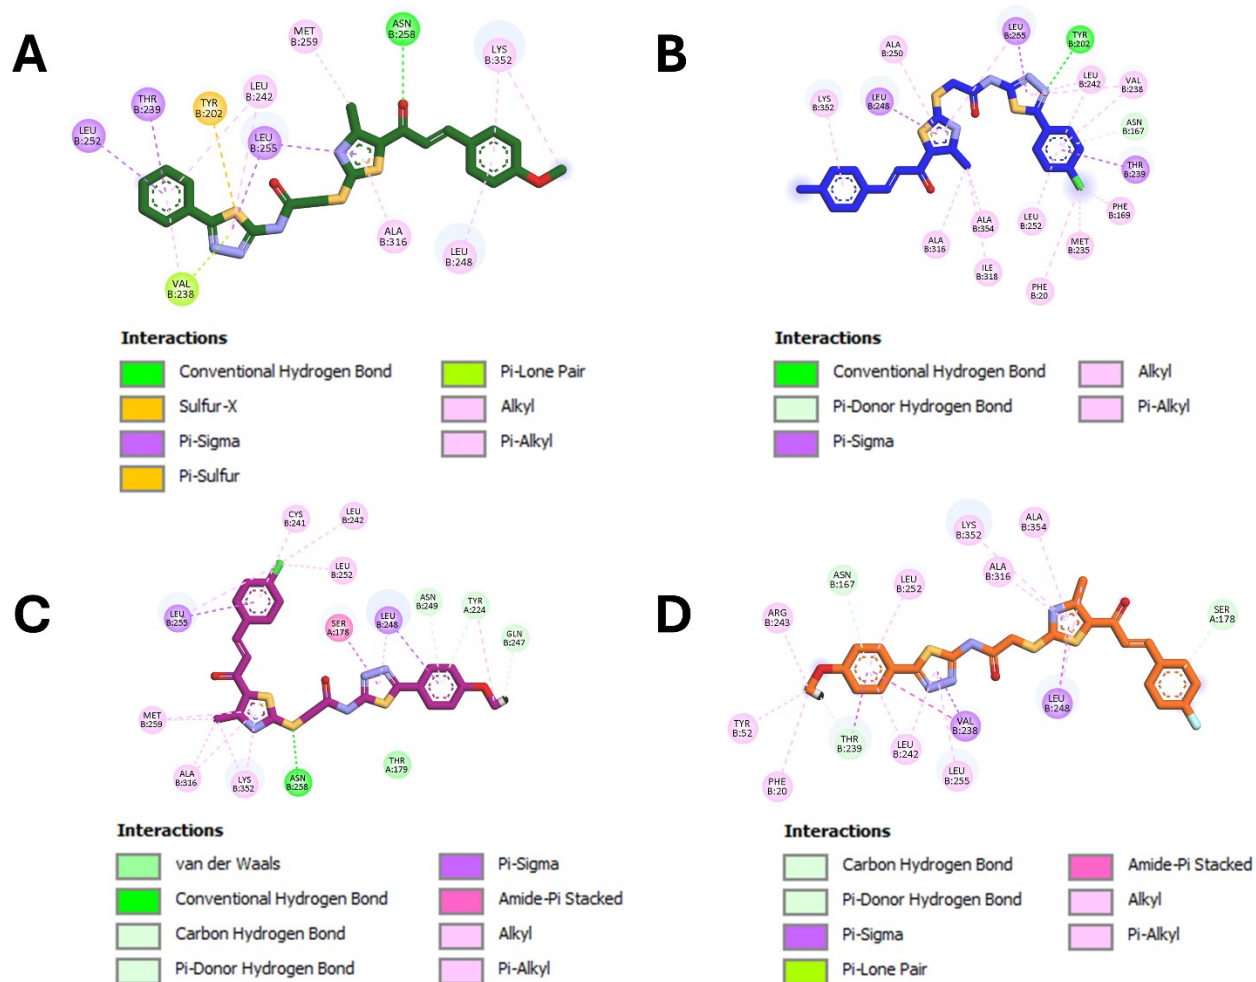 A
MET
B:259
ASN
B:258
LYS
B:352
THR
B:239
TYR
B:202
LEU
B:242
LEU
B:252
LEU
B:255
ALA
B:316
LEU
B:248
VAL
B:238
Interactions
Conventional Hydrogen Bond
Sulfur-X
Pi-Sigma
Pi-Sulfur
Pi-Lone Pair
Alkyl
Pi-Alkyl
B
LEU
B:255
TYR
B:202
ALA
B:250
LEU
B:242
VAL
B:238
LYS
B:352
LEU
B:248
ASN
B:167
THR
B:239
PHE
B:169
ALA
B:316
ALA
B:354
LEU
B:252
MET
B:235
ILE
B:318
PHE
B:20
Interactions
Conventional Hydrogen Bond
Pi-Donor Hydrogen Bond
Pi-Sigma
Alkyl
Pi-Alkyl
C
CYS
B:241
LEU
B:242
LEU
B:252
LEU
B:255
SER
A:178
LEU
B:248
ASN
B:249
TYR
A:224
GLN
B:247
MET
B:259
ALA
B:316
LYS
B:352
ASN
B:258
THR
A:179
Interactions
van der Waals
Conventional Hydrogen Bond
Carbon Hydrogen Bond
Pi-Donor Hydrogen Bond
Pi-Sigma
Amide-Pi Stacked
Alkyl
Pi-Alkyl
D
LYS
B:352
ALA
B:354
ASN
B:167
LEU
B:252
ALA
B:316
ARG
B:243
SER
A:178
LEU
B:248
TYR
B:52
THR
B:239
LEU
B:242
VAL
B:238
LEU
B:255
PHE
B:20
Interactions
Carbon Hydrogen Bond
Pi-Donor Hydrogen Bond
Pi-Sigma
Pi-Lone Pair
Amide-Pi Stacked
Alkyl
Pi-Alkyl